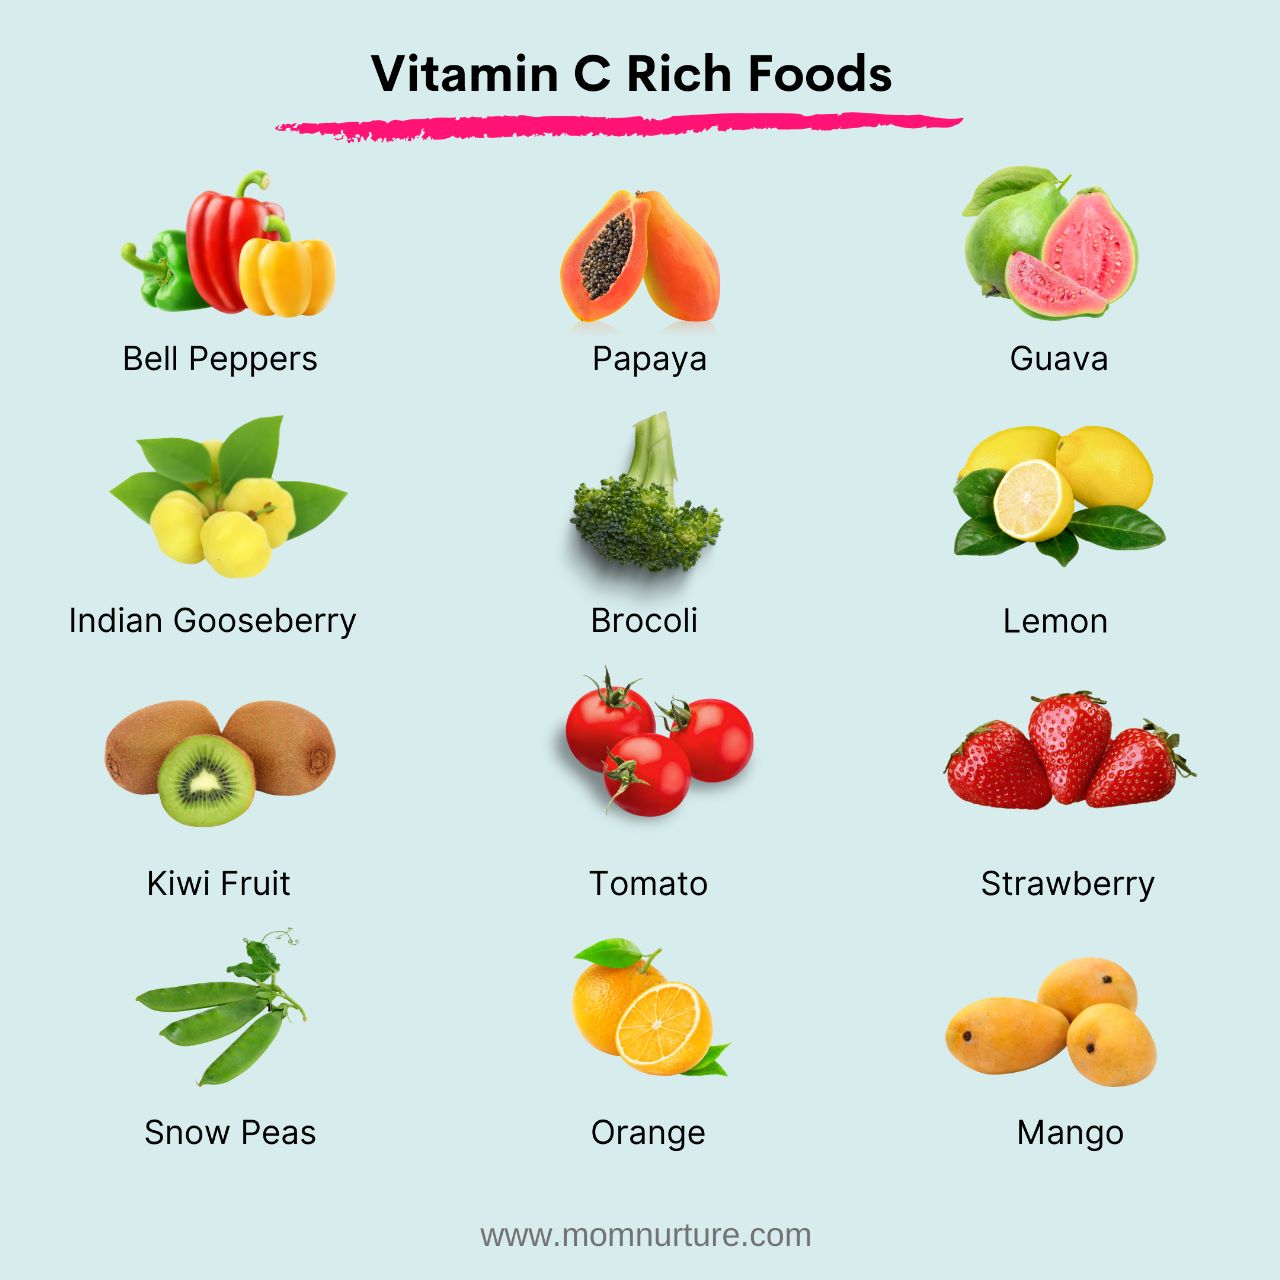 Vitamin C Rich Foods
Bell Peppers
Papaya
Guava
Indian Gooseberry
Brocoli
Lemon
Kiwi Fruit
Tomato
Strawberry
Snow Peas
Orange
Mango
www.momnurture.com